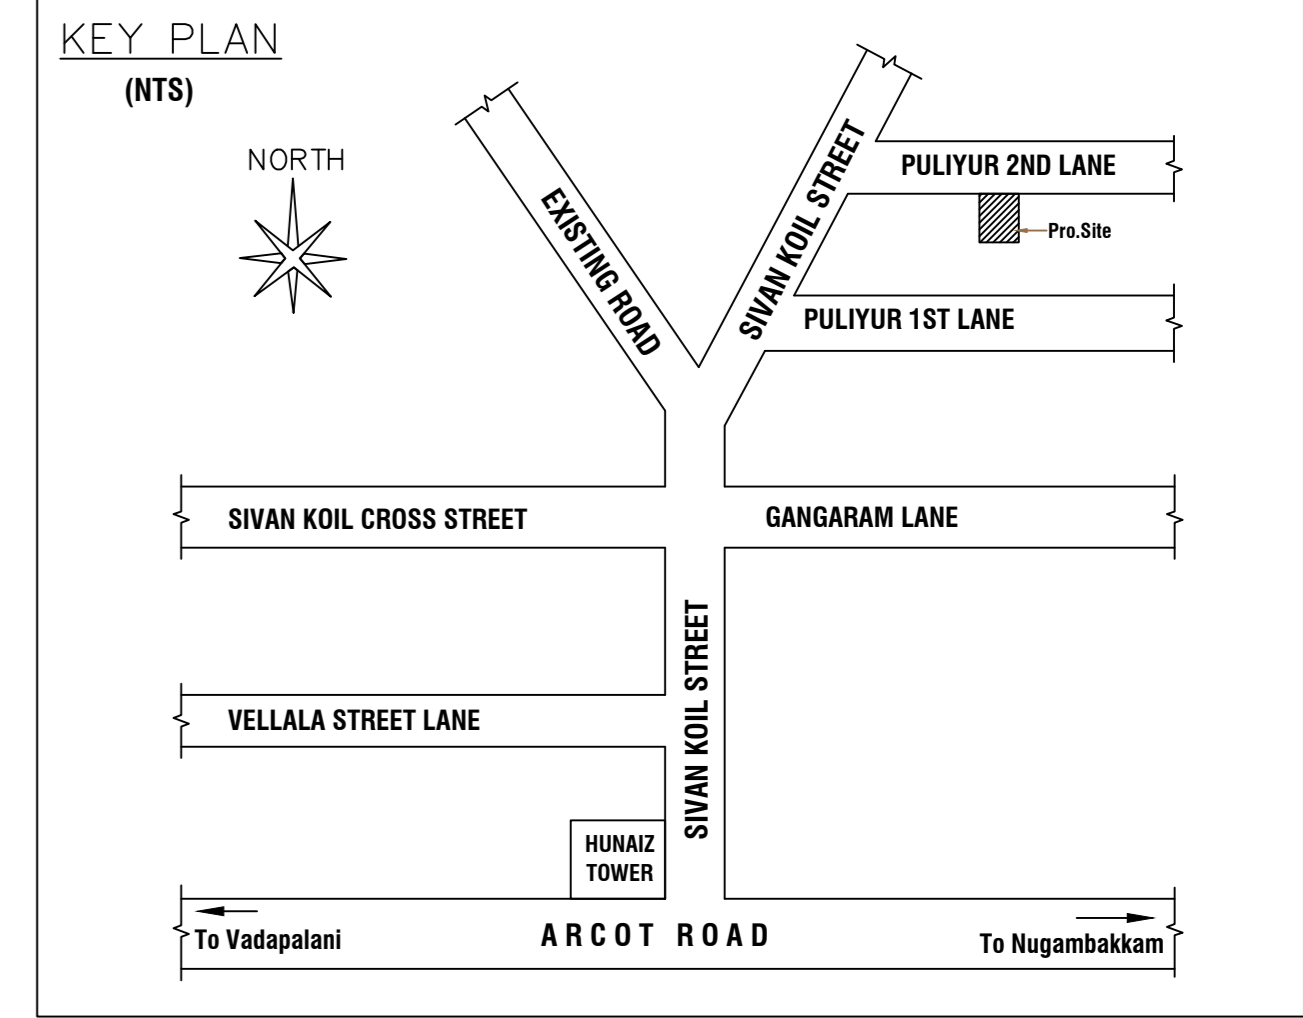 KEY PLAN
(NTS)
NORTH
EXISTING ROAD
SIVAN KOIL STREET
PULIYUR 2ND LANE
Pro.Site
PULIYUR 1ST LANE
SIVAN KOIL CROSS STREET
GANGARAM LANE
SIVAN KOIL STREET
VELLALA STREET LANE
HUNAIZ
TOWER
To Vadapalani
ARCOT ROAD
To Nugambakkam